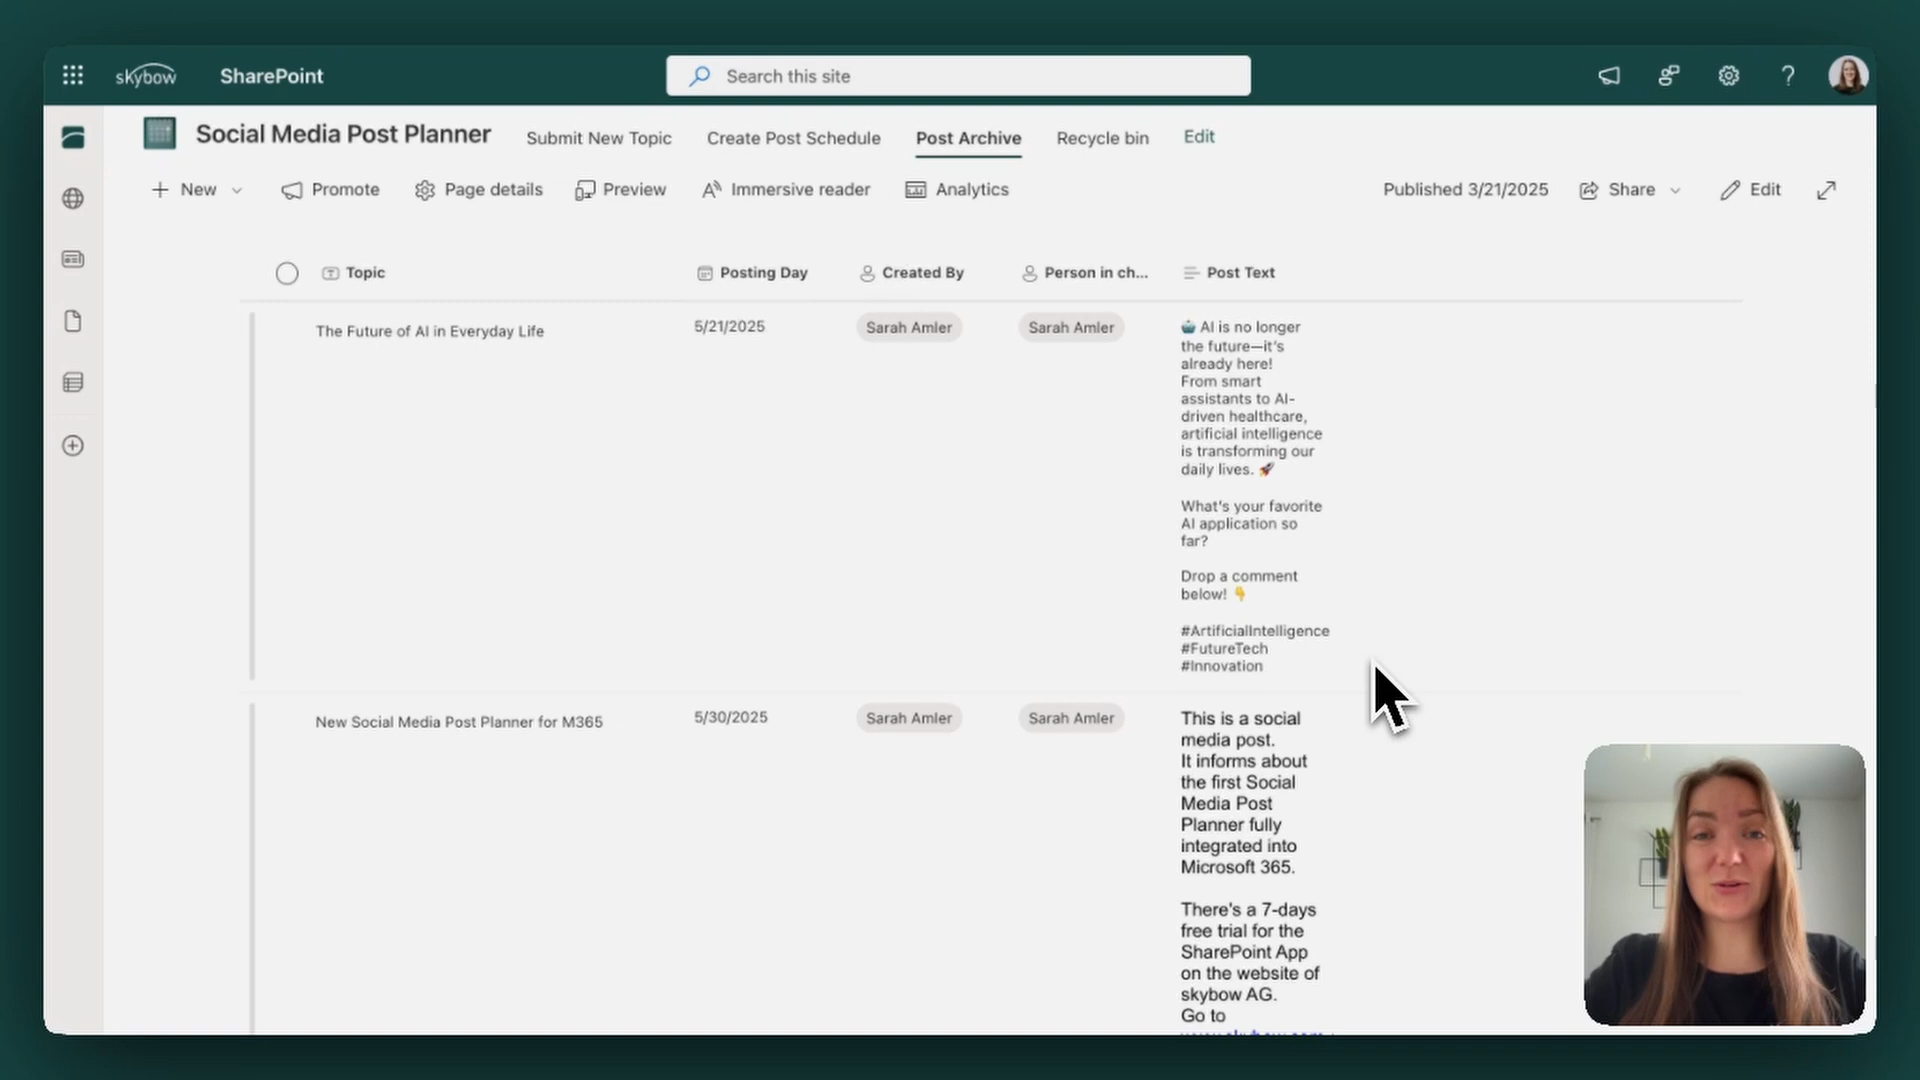 skybow
SharePoint
Search this site
Social Media Post Planner
Submit New Topic
Create Post Schedule
Post Archive
Recycle bin
Edit
New
Promote
Page details
Preview
Immersive reader
Analytics
Published 3/21/2025
Share
Edit
Topic
Posting Day
Created By
Person in ch...
Post Text
The Future of AI in Everyday Life
5/21/2025
Sarah Amler
Sarah Amler
🤖 AI is no longer
the future—it's
already here!
From smart
assistants to AI-
driven healthcare,
artificial intelligence
is transforming our
daily lives. 🚀
What's your favorite
AI application so
far?
Drop a comment
below! 👇
#ArtificialIntelligence
#FutureTech
#Innovation
New Social Media Post Planner for M365
5/30/2025
Sarah Amler
Sarah Amler
This is a social
media post.
It informs about
the first Social
Media Post
Planner fully
integrated into
Microsoft 365.
There's a 7-days
free trial for the
SharePoint App
on the website of
skybow AG.
Go to